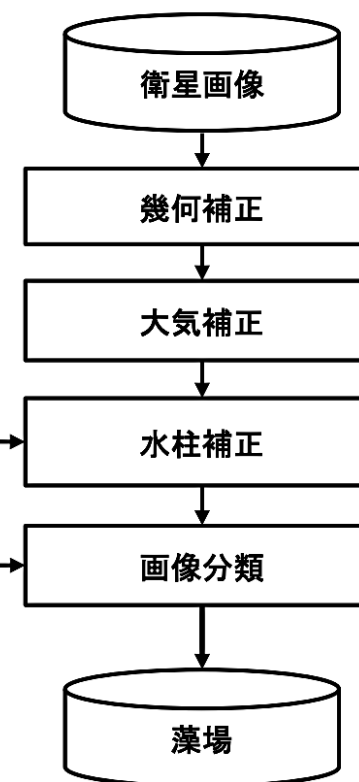 衛星画像
幾何補正
大気補正
水柱補正
画像分類
藻場